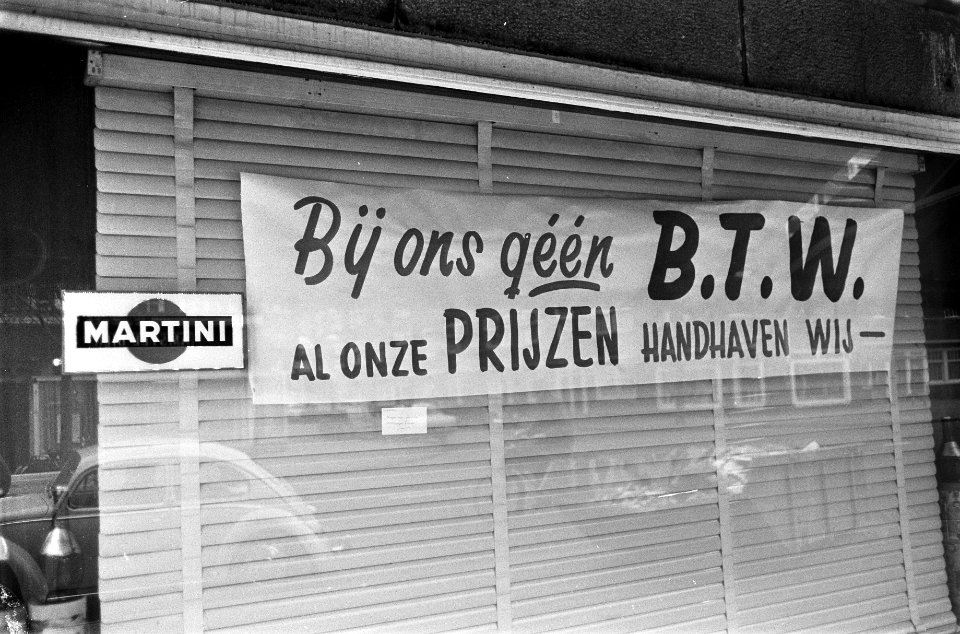 Bij ons géén B.T.W.
AL ONZE PRIJZEN HANDHAVEN WIJ —
MARTINI